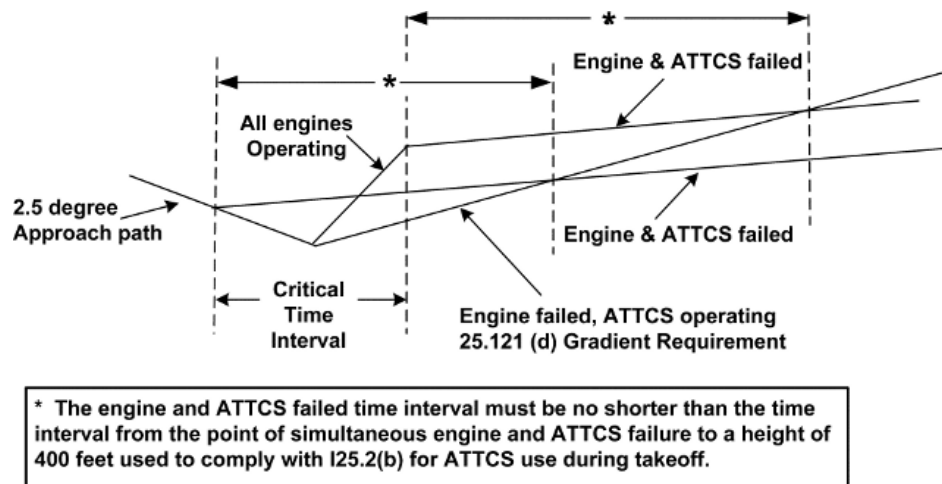 *
Engine & ATTCS failed
*
All engines
Operating
2.5 degree
Approach path
Engine & ATTCS failed
Critical
Time
Interval
Engine failed, ATTCS operating
25.121 (d) Gradient Requirement
* The engine and ATTCS failed time interval must be no shorter than the time
interval from the point of simultaneous engine and ATTCS failure to a height of
400 feet used to comply with I25.2(b) for ATTCS use during takeoff.